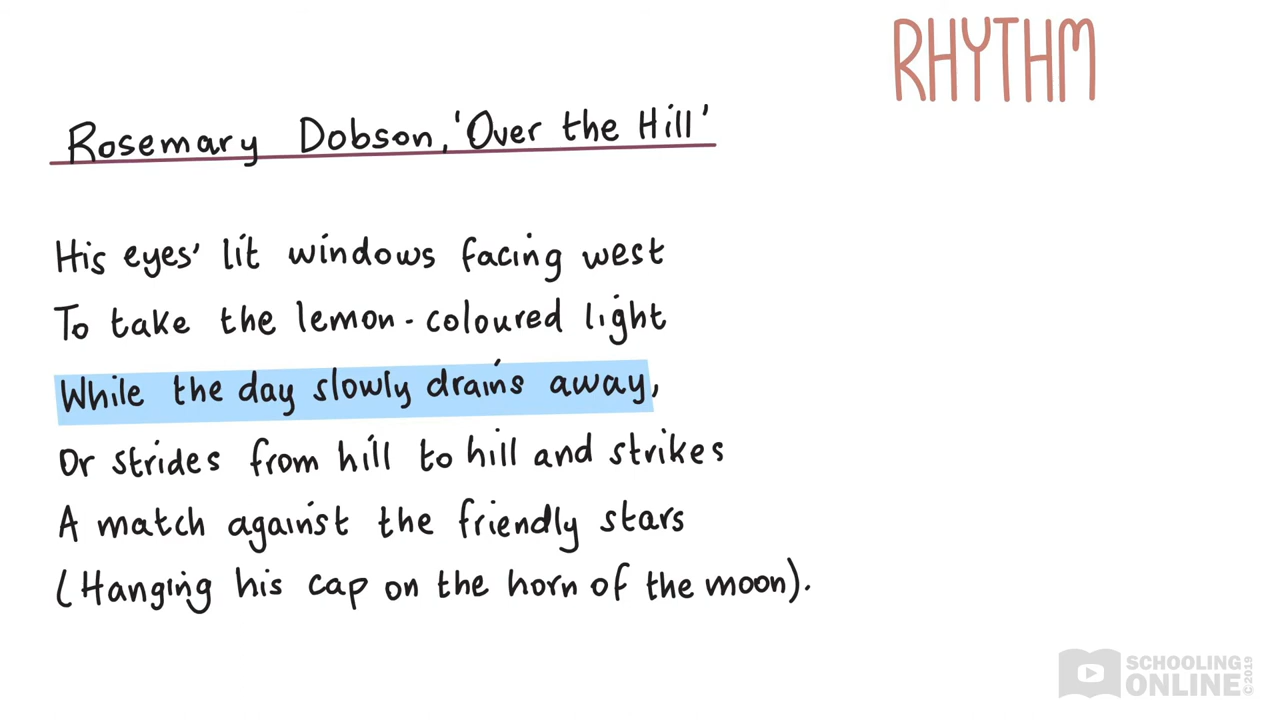 RHYTHM
Rosemary Dobson, 'Over the Hill'
His eyes' lit windows facing west
To take the lemon-coloured light
While the day slowly drains away,
Or strides from hill to hill and strikes
A match against the friendly stars
(Hanging his cap on the horn of the moon).
SCHOOLING
ONLINE
©2019